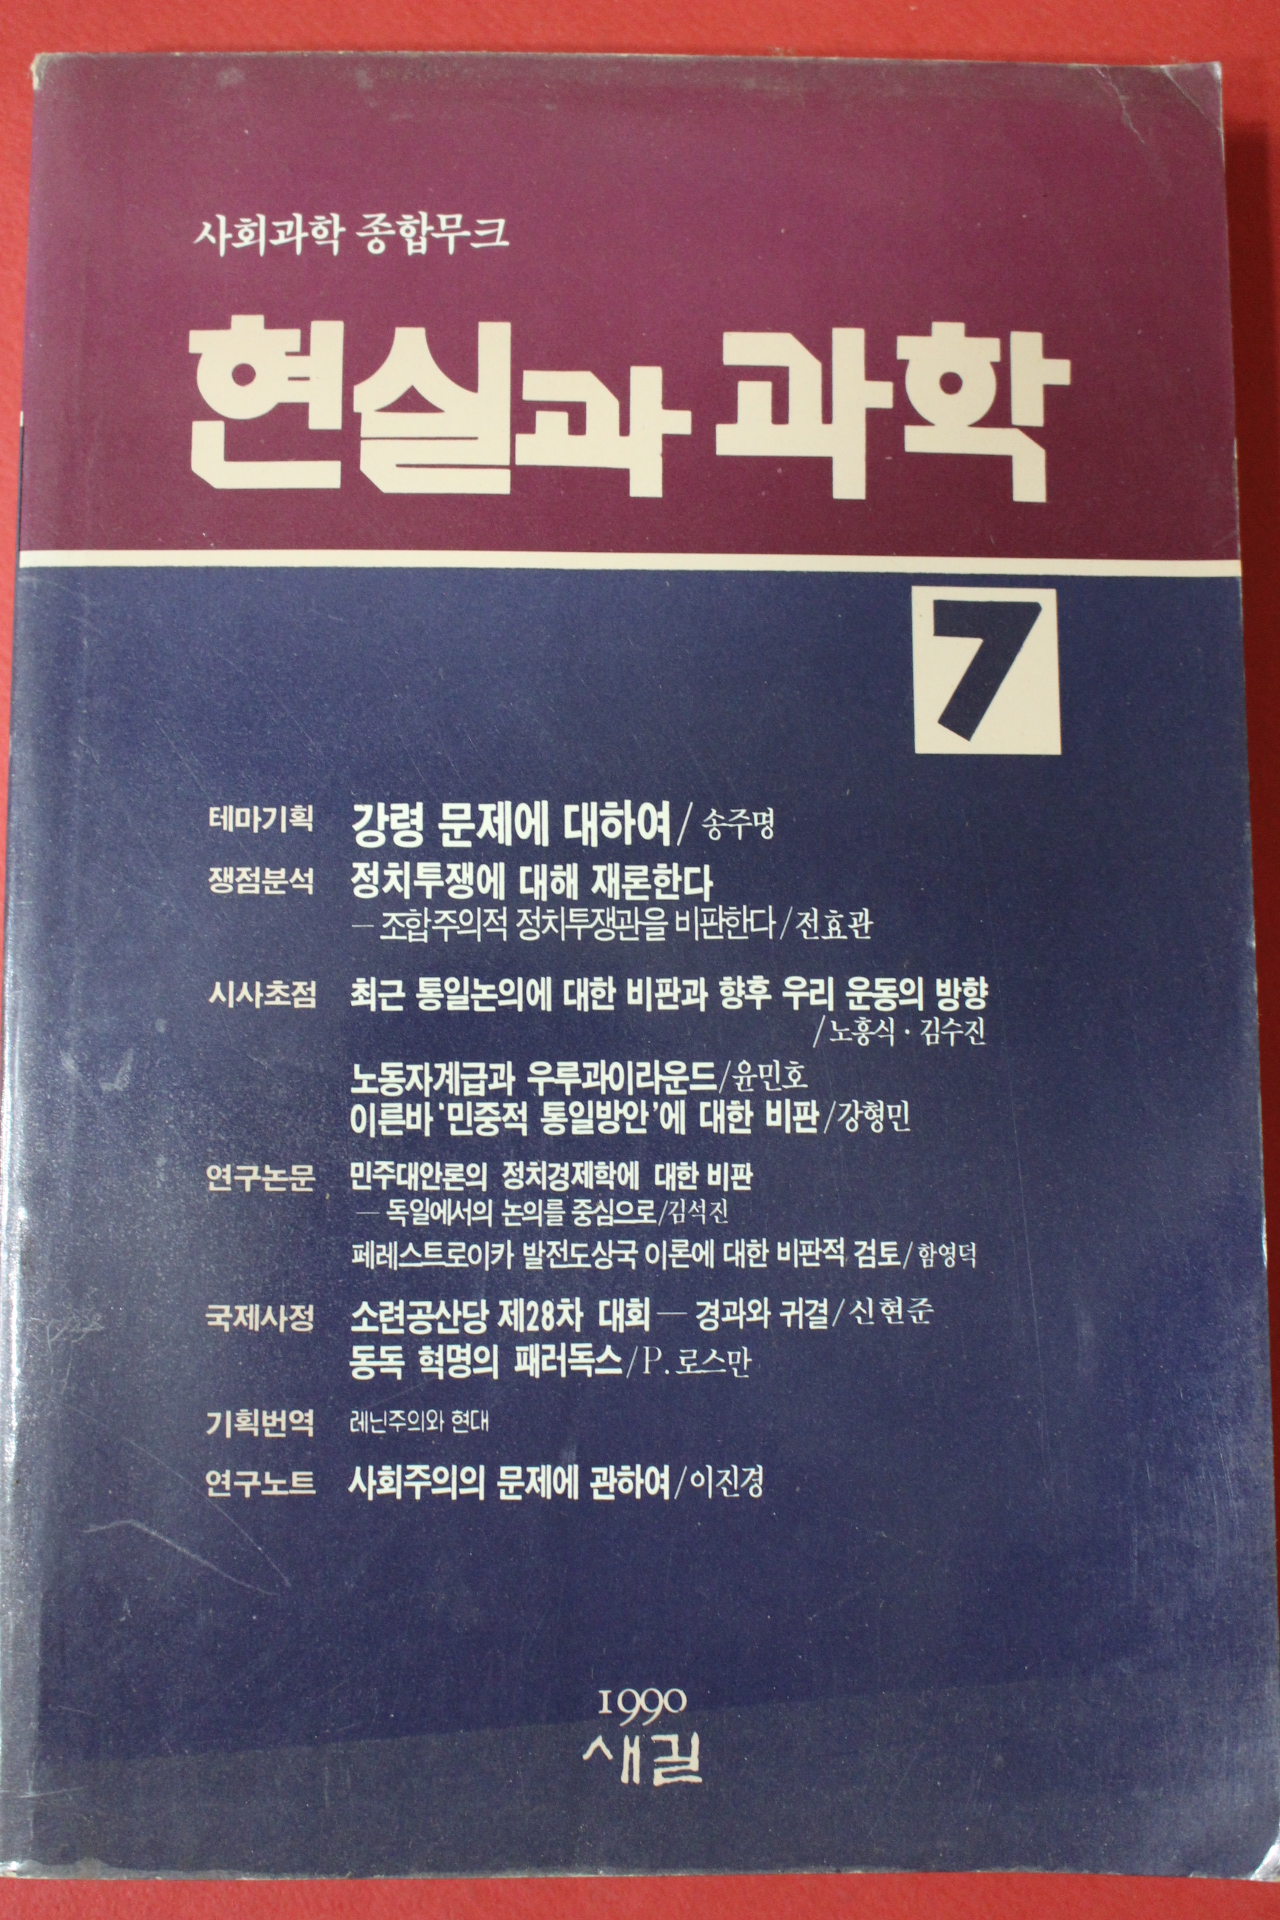 사회과학 종합무크
현실과 과학
7
테마기획 강령 문제에 대하여/송주명
쟁점분석 정치투쟁에 대해 재론한다
─조합주의적 정치투쟁관을 비판한다/전효관
시사초점 최근 통일논의에 대한 비판과 향후 우리 운동의 방향
/노흥식·김수진
노동자계급과 우루과이라운드/윤민호
이른바 '민중적 통일방안'에 대한 비판/강형민
연구논문 민주대안론의 정치경제학에 대한 비판
─독일에서의 논의를 중심으로/김석진
페레스트로이카 발전도상국 이론에 대한 비판적 검토/함영덕
국제사정 소련공산당 제28차 대회─경과와 귀결/신현준
동독 혁명의 패러독스/P.로스만
기획번역 레닌주의와 현대
연구노트 사회주의의 문제에 관하여/이진경
1990
새길